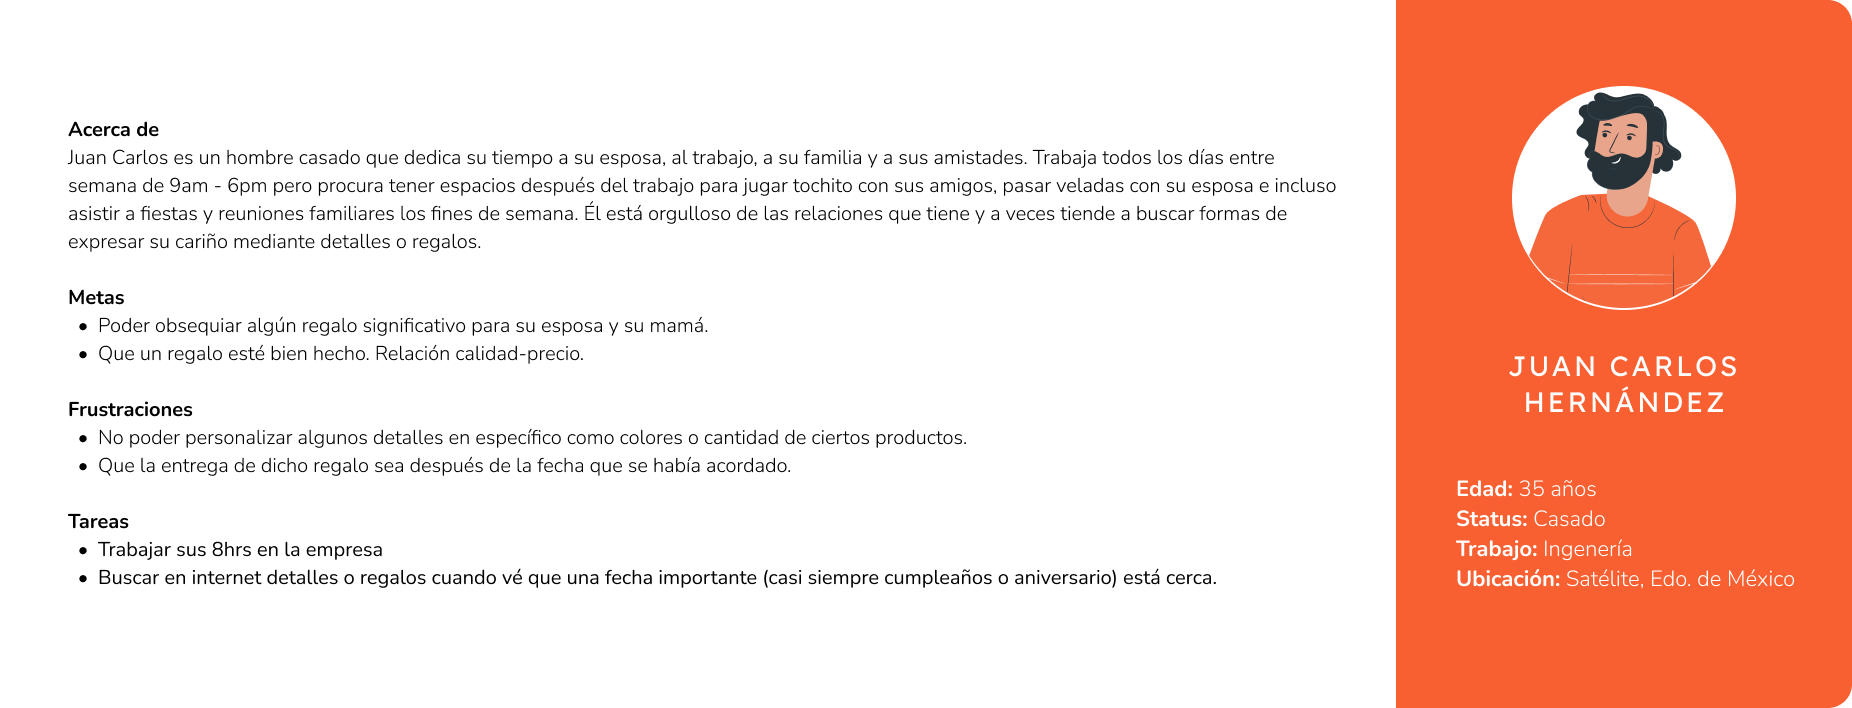 Acerca de
Juan Carlos es un hombre casado que dedica su tiempo a su esposa, al trabajo, a su familia y a sus amistades. Trabaja todos los días entre
semana de 9am - 6pm pero procura tener espacios después del trabajo para jugar tochito con sus amigos, pasar veladas con su esposa e incluso
asistir a fiestas y reuniones familiares los fines de semana. Él está orgulloso de las relaciones que tiene y a veces tiende a buscar formas de
expresar su cariño mediante detalles o regalos.
Metas
• Poder obsequiar algún regalo significativo para su esposa y su mamá.
• Que un regalo esté bien hecho. Relación calidad-precio.
Frustraciones
• No poder personalizar algunos detalles en específico como colores o cantidad de ciertos productos.
• Que la entrega de dicho regalo sea después de la fecha que se había acordado.
Tareas
• Trabajar sus 8hrs en la empresa
• Buscar en internet detalles o regalos cuando vé que una fecha importante (casi siempre cumpleaños o aniversario) está cerca.
JUAN CARLOS
HERNÁNDEZ
Edad: 35 años
Status: Casado
Trabajo: Ingenería
Ubicación: Satélite, Edo. de México